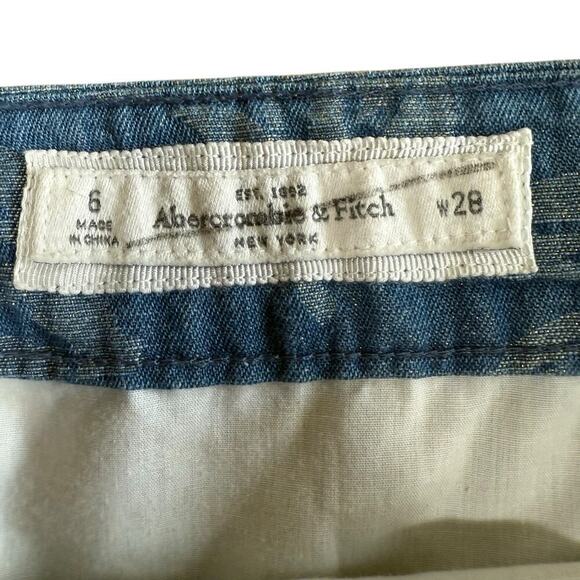 6
MADE
IN CHINA
EST. 1892
Abercrombie & Fitch
NEW YORK
W28